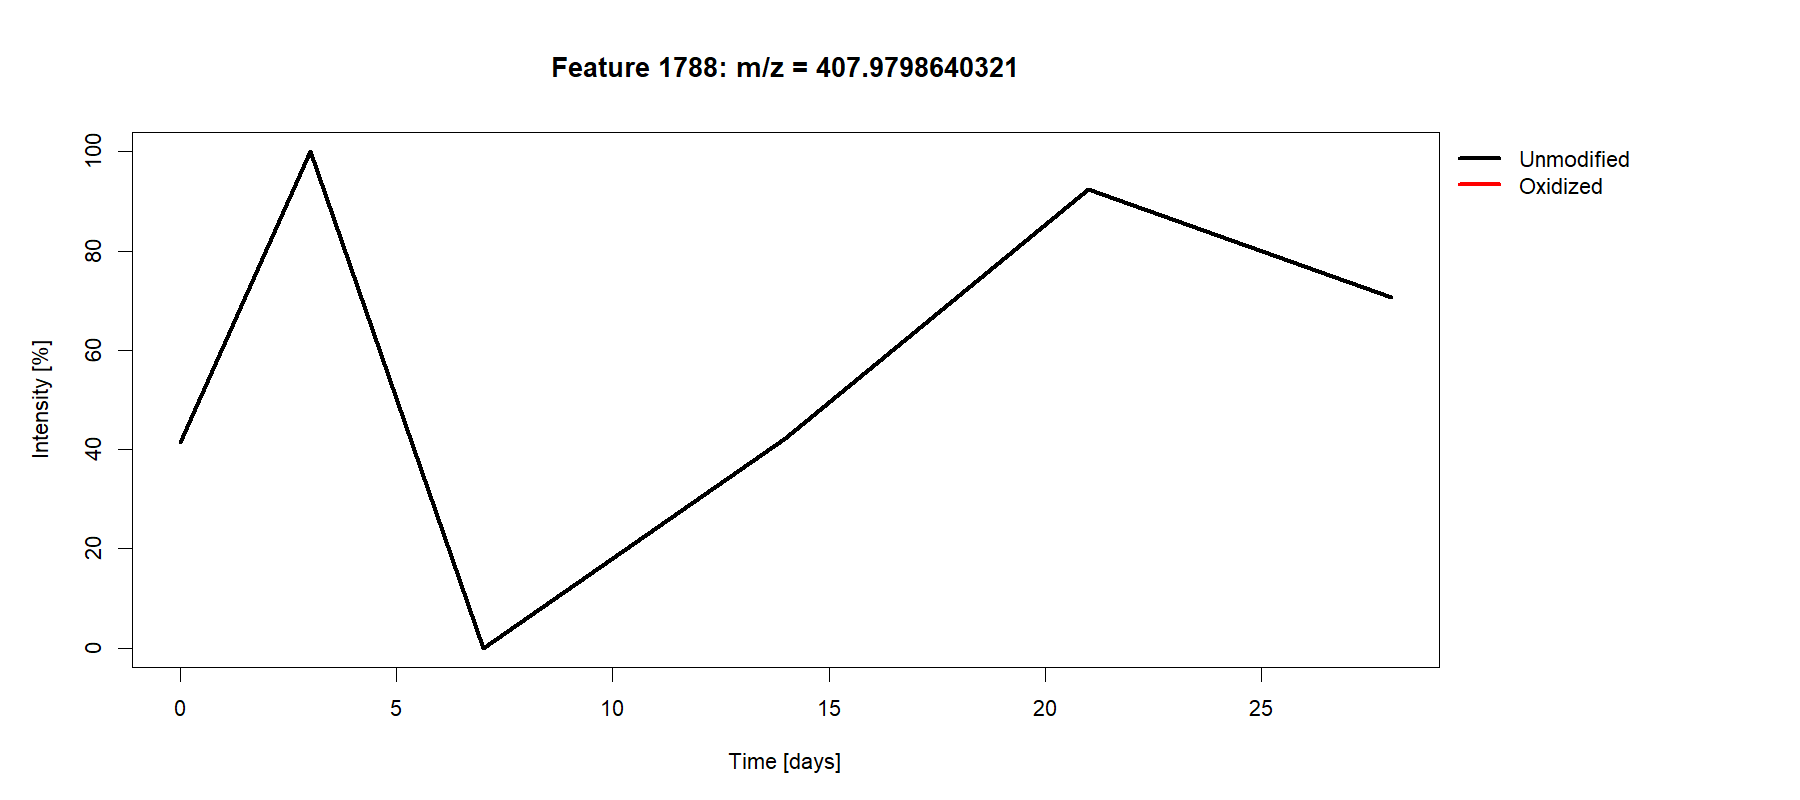 Feature 1788: m/z = 407.9798640321
Unmodified
Oxidized
Intensity [%]
100
80
60
40
20
0
0 5 10 15 20 25
Time [days]